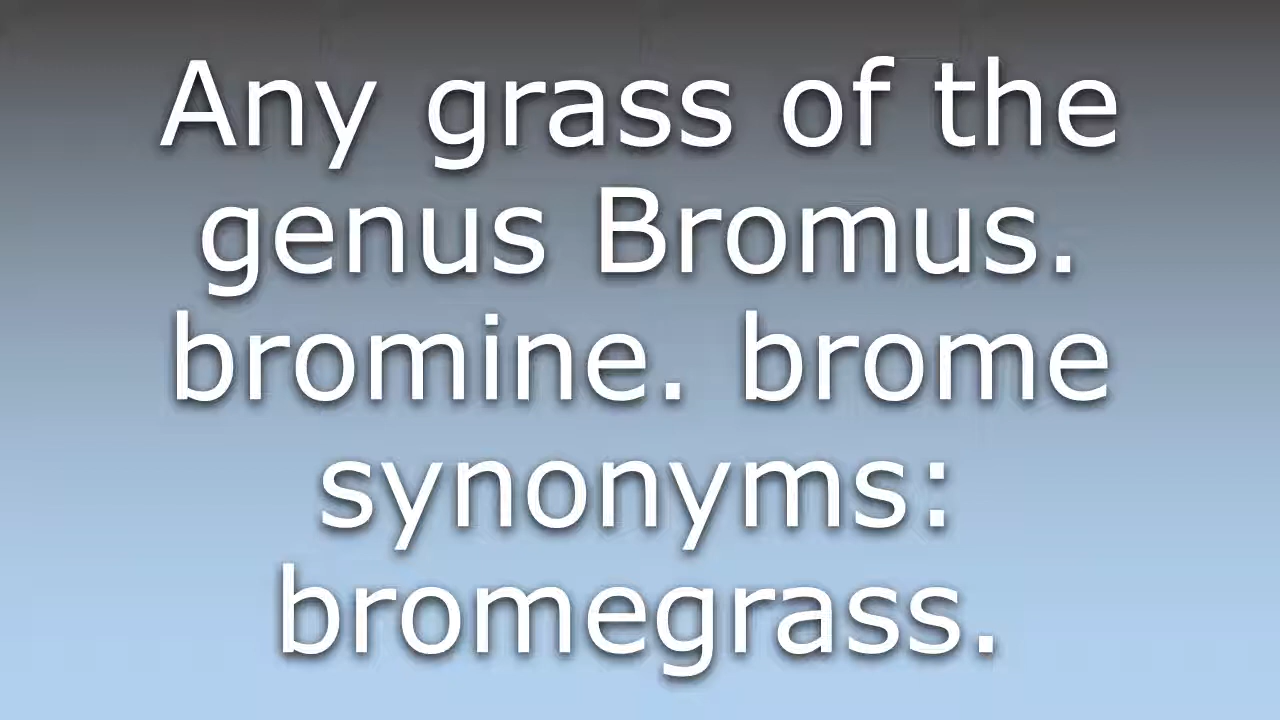 Any grass of the
genus Bromus.
bromine. brome
synonyms:
bromegrass.